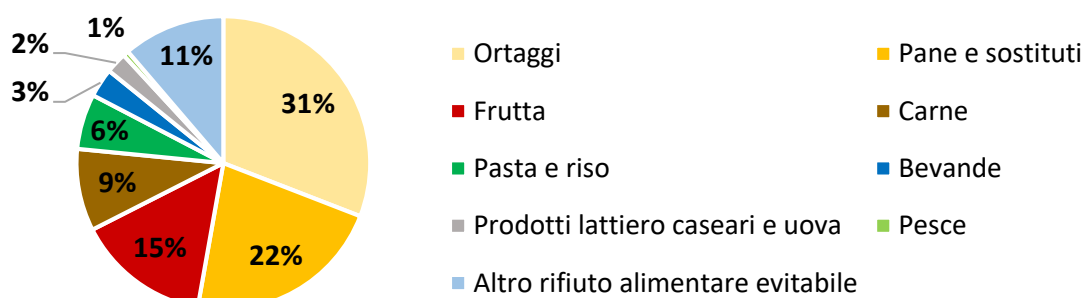 1%
11%
2%
3%
31%
6%
9%
15%
22%
Ortaggi
Pane e sostituti
Frutta
Carne
Pasta e riso
Bevande
Prodotti lattiero caseari e uova
Pesce
Altro rifiuto alimentare evitabile